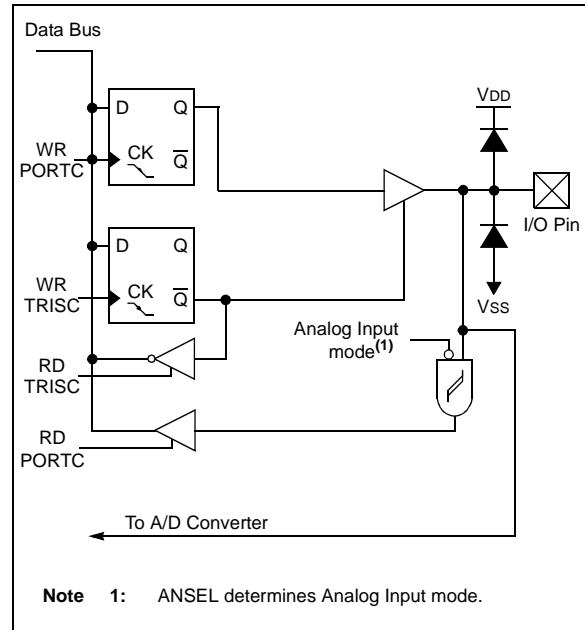 Data Bus
D Q
VDD
WR
PORTC
CK Q
I/O Pin
D Q
WR
TRISC
CK Q
VSS
Analog Input
mode(1)
RD
TRISC
RD
PORTC
To A/D Converter
Note 1: ANSEL determines Analog Input mode.